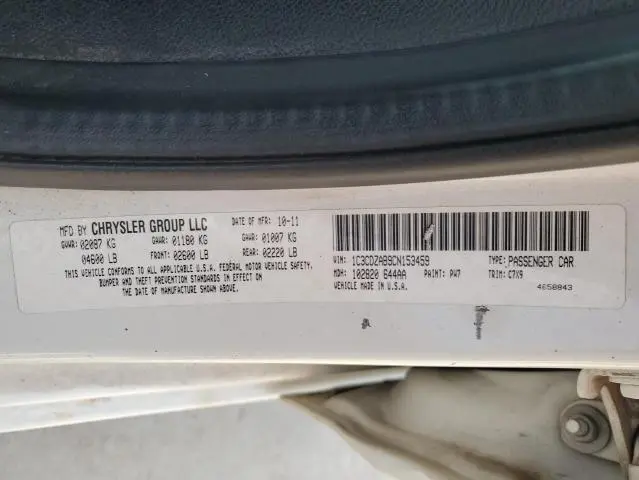 MFD BY CHRYSLER GROUP LLC DATE OF MFR: 10-11
GVWR: 02087 KG GAWR: 01180 KG GAWR: 01007 KG
04600 LB FRONT: 02600 LB REAR: 02220 LB
THIS VEHICLE CONFORMS TO ALL APPLICABLE U.S.A. FEDERAL MOTOR VEHICLE SAFETY,
BUMPER AND THEFT PREVENTION STANDARDS IN EFFECT ON
THE DATE OF MANUFACTURE SHOWN ABOVE.
VIN: 1C3CDZAB9CN153459 TYPE: PASSENGER CAR
MDH: 102820 644AA PAINT: PW7 TRIM: C7X9
VEHICLE MADE IN U.S.A. 4658843